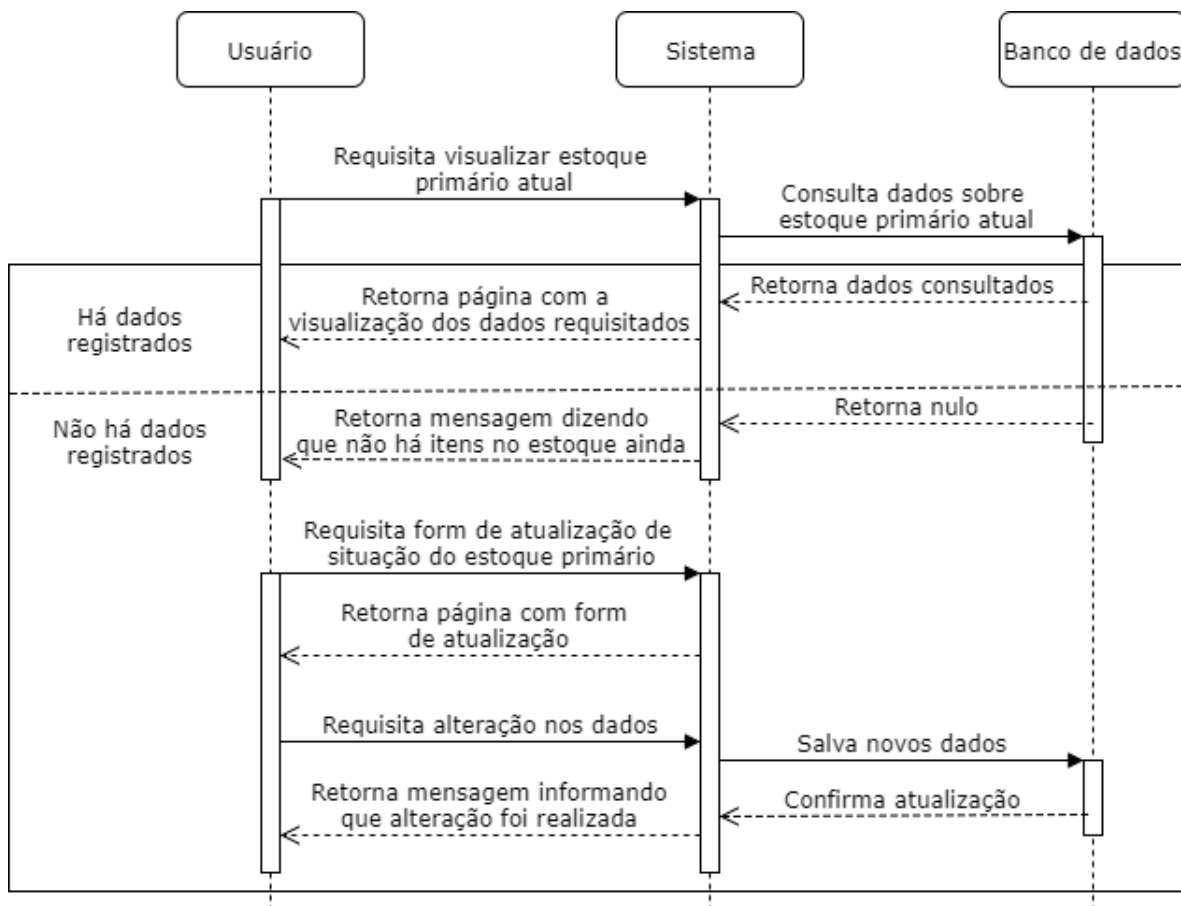 Usuário
Sistema
Banco de dados
Requisita visualizar estoque
primário atual
Consulta dados sobre
estoque primário atual
Retorna dados consultados
Há dados
registrados
Retorna página com a
visualização dos dados requisitados
Retorna nulo
Não há dados
registrados
Retorna mensagem dizendo
que não há itens no estoque ainda
Requisita form de atualização de
situação do estoque primário
Retorna página com form
de atualização
Requisita alteração nos dados
Salva novos dados
Retorna mensagem informando
que alteração foi realizada
Confirma atualização